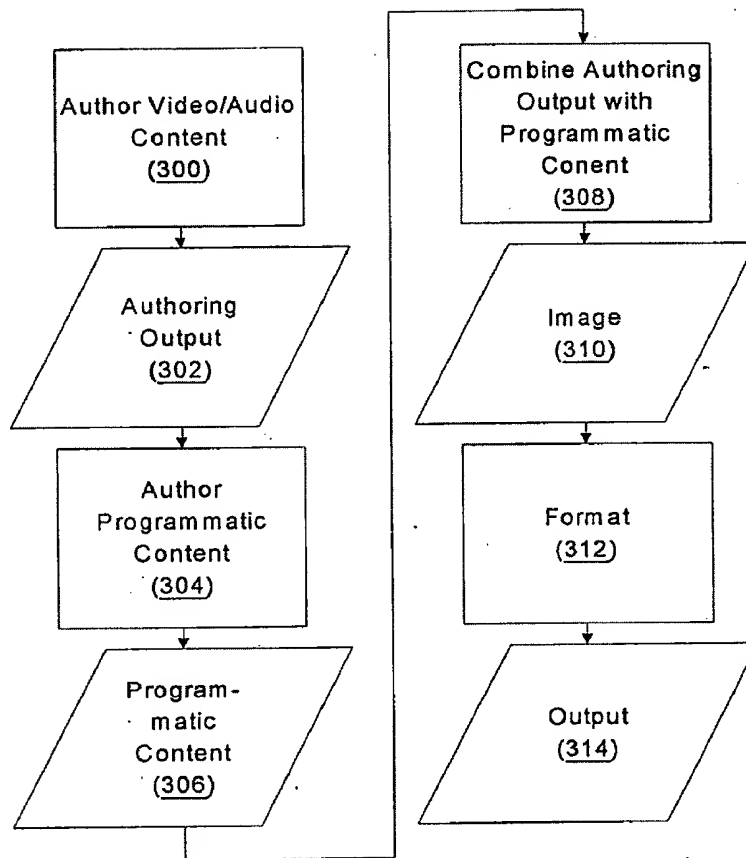 Author Video/Audio
Content
(300)
Authoring
Output
(302)
Author
Programmatic
Content
(304)
Program-
matic
Content
(306)
Combine Authoring
Output with
Programmatic
Conent
(308)
Image
(310)
Format
(312)
Output
(314)